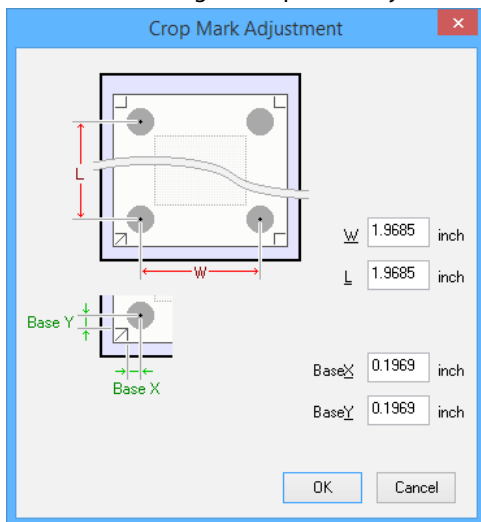 Crop Mark Adjustment
L
W
W 1.9685 inch
L 1.9685 inch
Base Y
Base X
BaseX 0.1969 inch
BaseY 0.1969 inch
OK Cancel